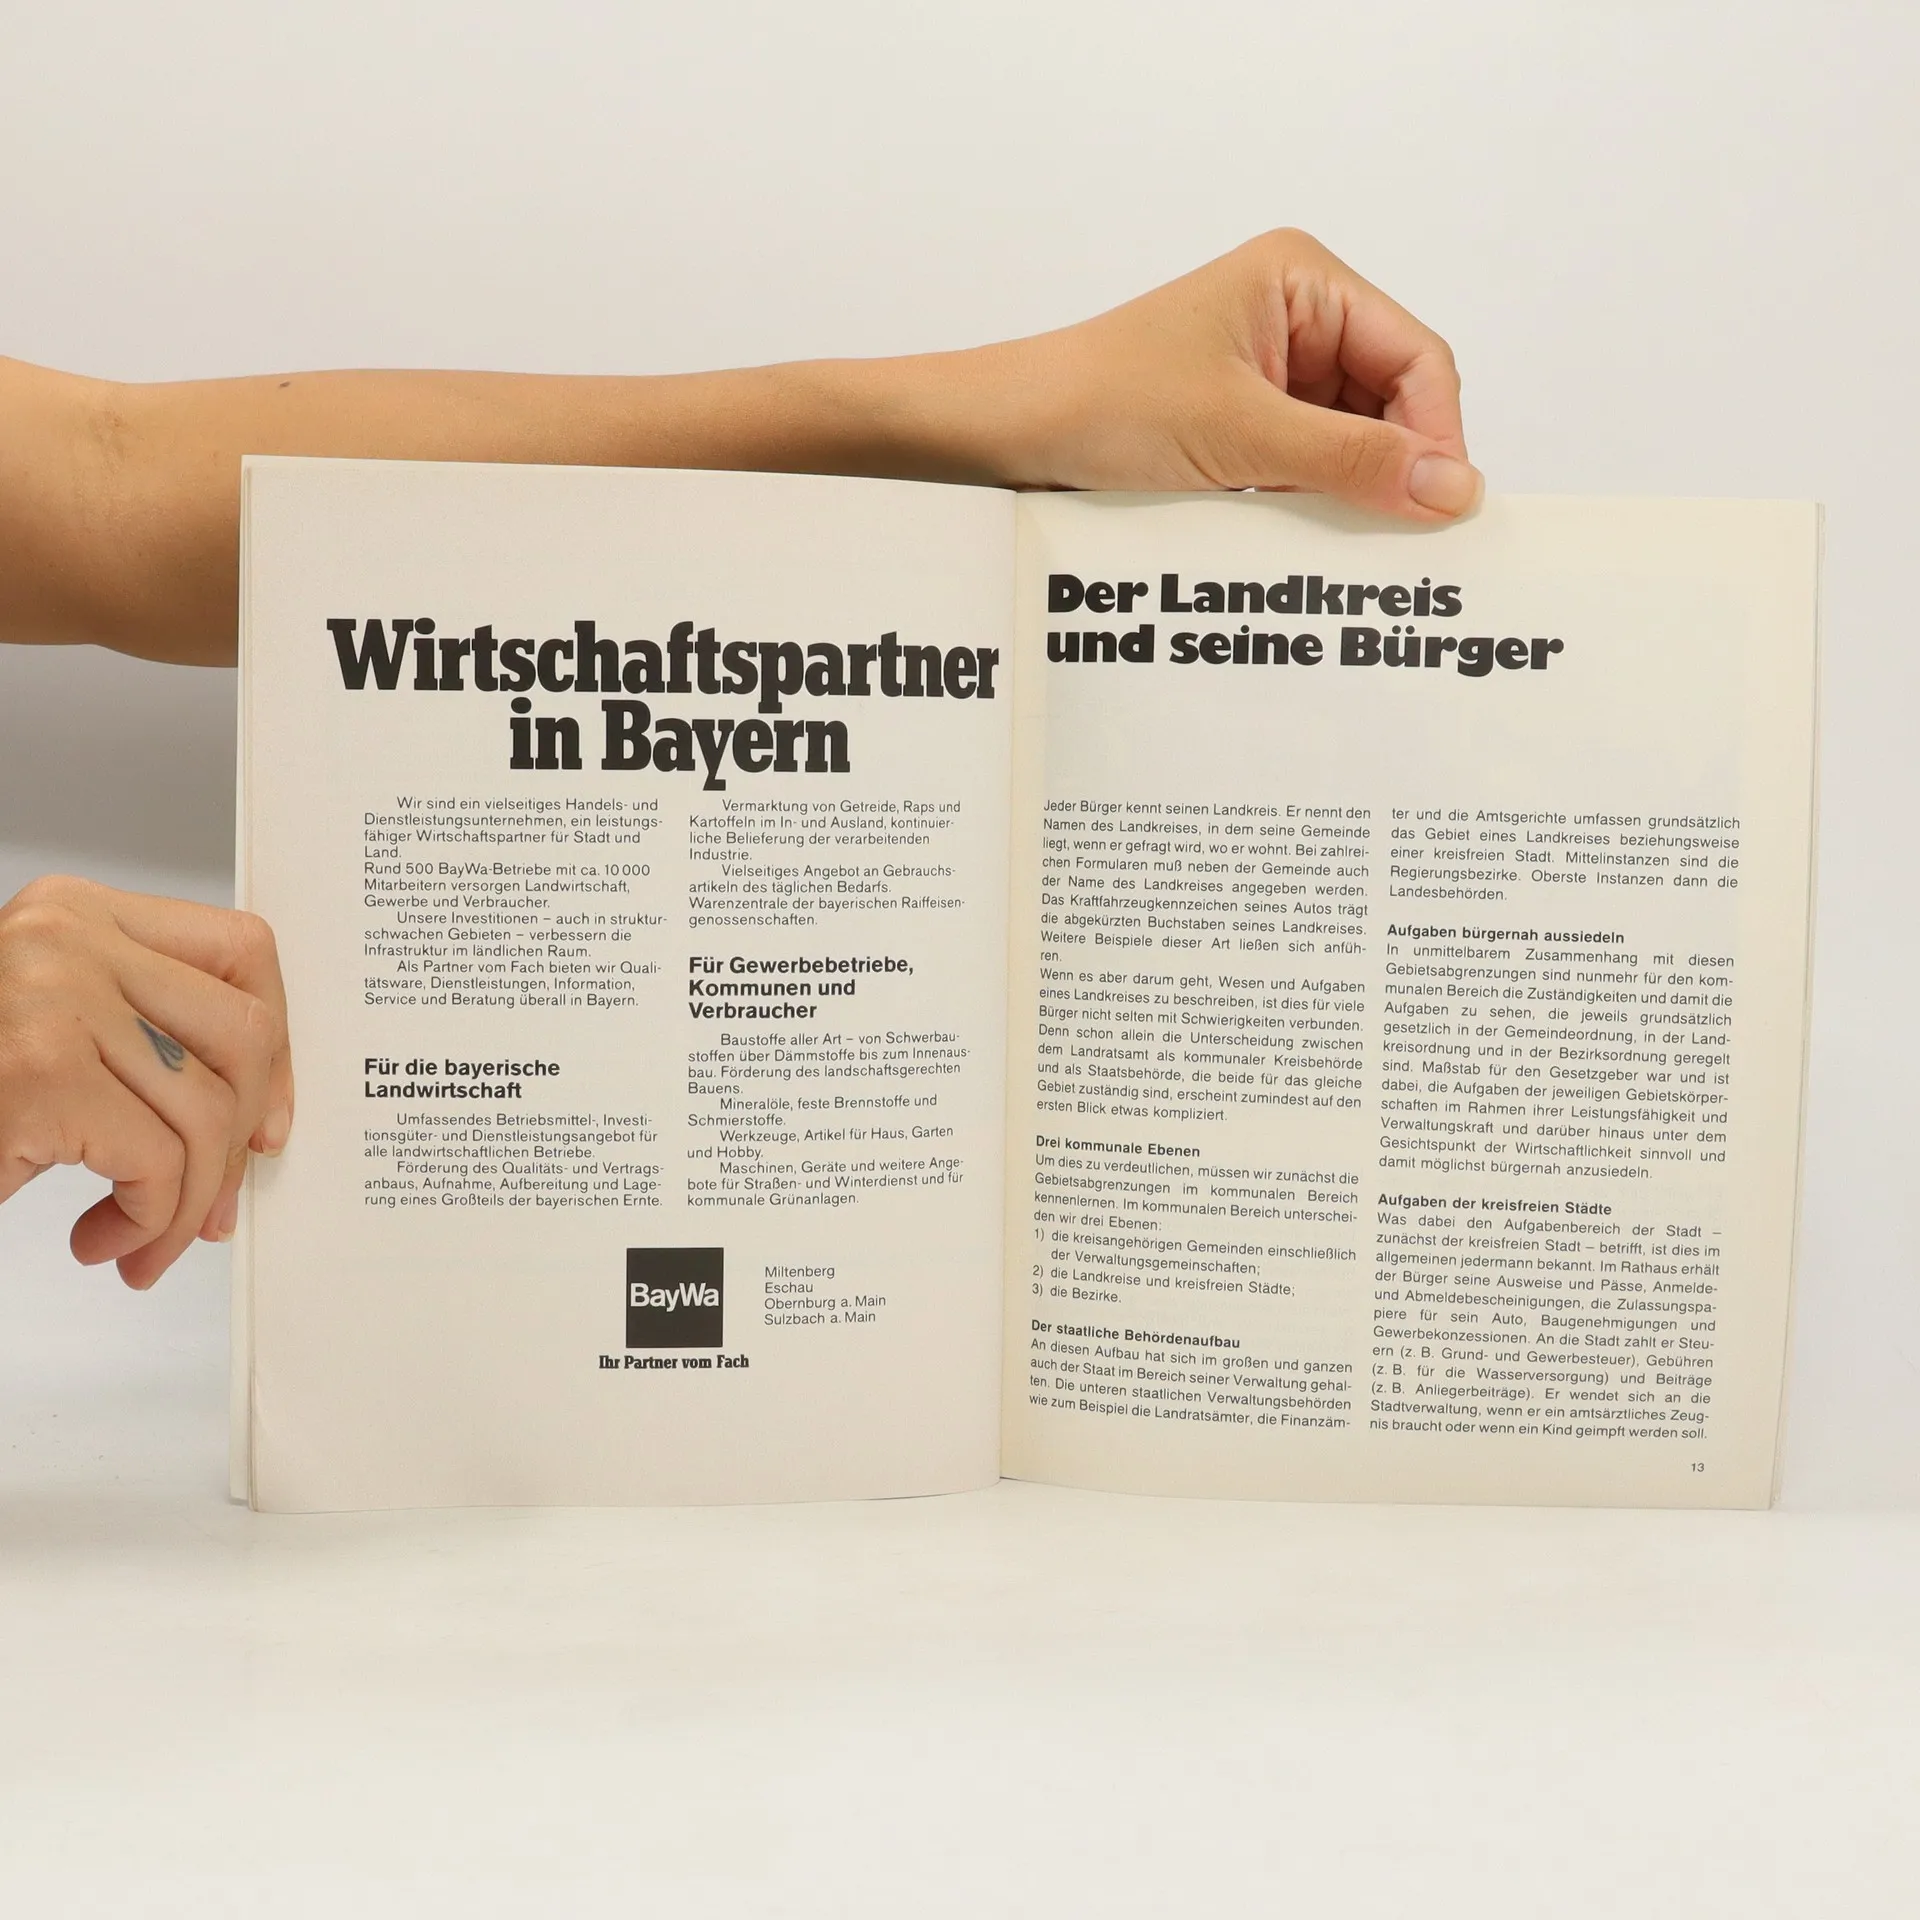 Wirtschaftspartner
in Bayern
Wir sind ein vielseitiges Handels- und
Dienstleistungsunternehmen, ein leistungs-
fähiger Wirtschaftspartner für Stadt und
Land.
Rund 500 BayWa-Betriebe mit ca. 10 000
Mitarbeitern versorgen Landwirtschaft,
Gewerbe und Verbraucher.
Unsere Investitionen – auch in struktur-
schwachen Gebieten – verbessern die
Infrastruktur im ländlichen Raum.
Als Partner vom Fach bieten wir Quali-
tätsware, Dienstleistungen, Information,
Service und Beratung überall in Bayern.
Für die bayerische
Landwirtschaft
Umfassendes Betriebsmittel-, Investi-
tionsgüter- und Dienstleistungsangebot für
alle landwirtschaftlichen Betriebe.
Förderung des Qualitäts- und Vertrags-
anbaus, Aufnahme, Aufbereitung und Lage-
rung eines Großteils der bayerischen Ernte.
Vermarktung von Getreide, Raps und
Kartoffeln im In- und Ausland, kontinuier-
liche Belieferung der verarbeitenden
Industrie.
Vielseitiges Angebot an Gebrauchs-
artikeln des täglichen Bedarfs.
Warenzentrale der bayerischen Raiffeisen-
genossenschaften.
Für Gewerbebetriebe,
Kommunen und
Verbraucher
Baustoffe aller Art – von Schwerbau-
stoffen über Dämmstoffe bis zum Innenaus-
bau. Förderung des landschaftsgerechten
Bauens.
Mineralöle, feste Brennstoffe und
Schmierstoffe.
Werkzeuge, Artikel für Haus, Garten
und Hobby.
Maschinen, Geräte und weitere Ange-
bote für Straßen- und Winterdienst und für
kommunale Grünanlagen.
BayWa
Ihr Partner vom Fach
Miltenberg
Eschau
Obernburg a. Main
Sulzbach a. Main
Der Landkreis
und seine Bürger
Jeder Bürger kennt seinen Landkreis. Er nennt den
Namen des Landkreises, in dem seine Gemeinde
liegt, wenn er gefragt wird, wo er wohnt. Bei zahlrei-
chen Formularen muß neben der Gemeinde auch
der Name des Landkreises angegeben werden.
Das Kraftfahrzeugkennzeichen seines Autos trägt
die abgekürzten Buchstaben seines Landkreises.
Weitere Beispiele dieser Art ließen sich anfüh-
ren.
Wenn es aber darum geht, Wesen und Aufgaben
eines Landkreises zu beschreiben, ist dies für viele
Bürger nicht selten mit Schwierigkeiten verbunden.
Denn schon allein die Unterscheidung zwischen
dem Landratsamt als kommunaler Kreisbehörde
und als Staatsbehörde, die beide für das gleiche
Gebiet zuständig sind, erscheint zumindest auf den
ersten Blick etwas kompliziert.
Drei kommunale Ebenen
Um dies zu verdeutlichen, müssen wir zunächst die
Gebietsabgrenzungen im kommunalen Bereich
kennenlernen. Im kommunalen Bereich unterschei-
den wir drei Ebenen:
1) die kreisangehörigen Gemeinden einschließlich
der Verwaltungsgemeinschaften;
2) die Landkreise und kreisfreien Städte;
3) die Bezirke.
Der staatliche Behördenaufbau
An diesen Aufbau hat sich im großen und ganzen
auch der Staat im Bereich seiner Verwaltung gehal-
ten. Die unteren staatlichen Verwaltungsbehörden
wie zum Beispiel die Landratsämter, die Finanzäm-
ter und die Amtsgerichte umfassen grundsätzlich
das Gebiet eines Landkreises beziehungsweise
einer kreisfreien Stadt. Mittelinstanzen sind die
Regierungsbezirke. Oberste Instanzen dann die
Landesbehörden.
Aufgaben bürgernah aussiedeln
In unmittelbarem Zusammenhang mit diesen
Gebietsabgrenzungen sind nunmehr für den kom-
munalen Bereich die Zuständigkeiten und damit die
Aufgaben zu sehen, die jeweils grundsätzlich
gesetzlich in der Gemeindeordnung, in der Land-
kreisordnung und in der Bezirksordnung geregelt
sind. Maßstab für den Gesetzgeber war und ist
dabei, die Aufgaben der jeweiligen Gebietskörper-
schaften im Rahmen ihrer Leistungsfähigkeit und
Verwaltungskraft und darüber hinaus unter dem
Gesichtspunkt der Wirtschaftlichkeit sinnvoll und
damit möglichst bürgernah anzusiedeln.
Aufgaben der kreisfreien Städte
Was dabei den Aufgabenbereich der Stadt –
zunächst der kreisfreien Stadt – betrifft, ist dies im
allgemeinen jedermann bekannt. Im Rathaus erhält
der Bürger seine Ausweise und Pässe, Anmelde-
und Abmeldebescheinigungen, die Zulassungspa-
piere für sein Auto, Baugenehmigungen und
Gewerbekonzessionen. An die Stadt zahlt er Steu-
ern (z. B. Grund- und Gewerbesteuer), Gebühren
(z. B. für die Wasserversorgung) und Beiträge
(z. B. Anliegerbeiträge). Er wendet sich an die
Stadtverwaltung, wenn er ein amtsärztliches Zeug-
nis braucht oder wenn ein Kind geimpft werden soll.
13